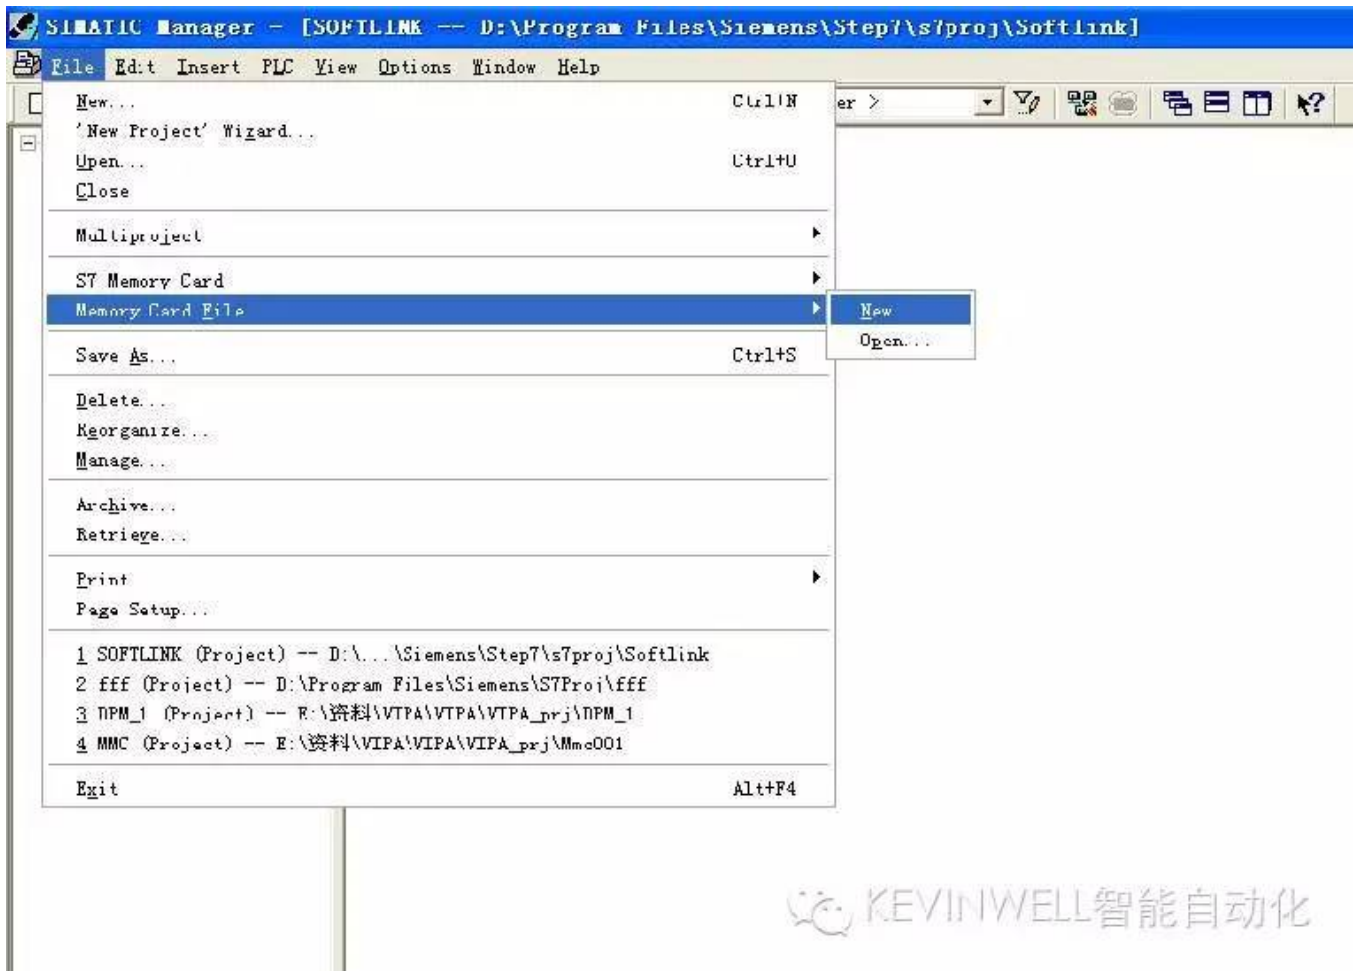 SIMATIC Manager - [SOFTLINK -- D:\Program Files\Siemens\Step7\s7proj\Softlink]
File Edit Insert PLC View Options Window Help
New... Ctrl+N er >
'New Project' Wizard...
Open... Ctrl+O
Close
Multiproject
S7 Memory Card
Memory Card File New
Open...
Save As... Ctrl+S
Delete...
Reorganize...
Manage...
Archive...
Retrieve...
Print
Page Setup...
1 SOFTLINK (Project) -- D:\...\Siemens\Step7\s7proj\Softlink
2 fff (Project) -- D:\Program Files\Siemens\S7Proj\fff
3 DPM_1 (Project) -- E:\资料\VIPA\VIPA\VIPA_prj\DPM_1
4 MMC (Project) -- E:\资料\VIPA\VIPA\VIPA_prj\Mmc001
Exit Alt+F4
KEVINWELL智能自动化